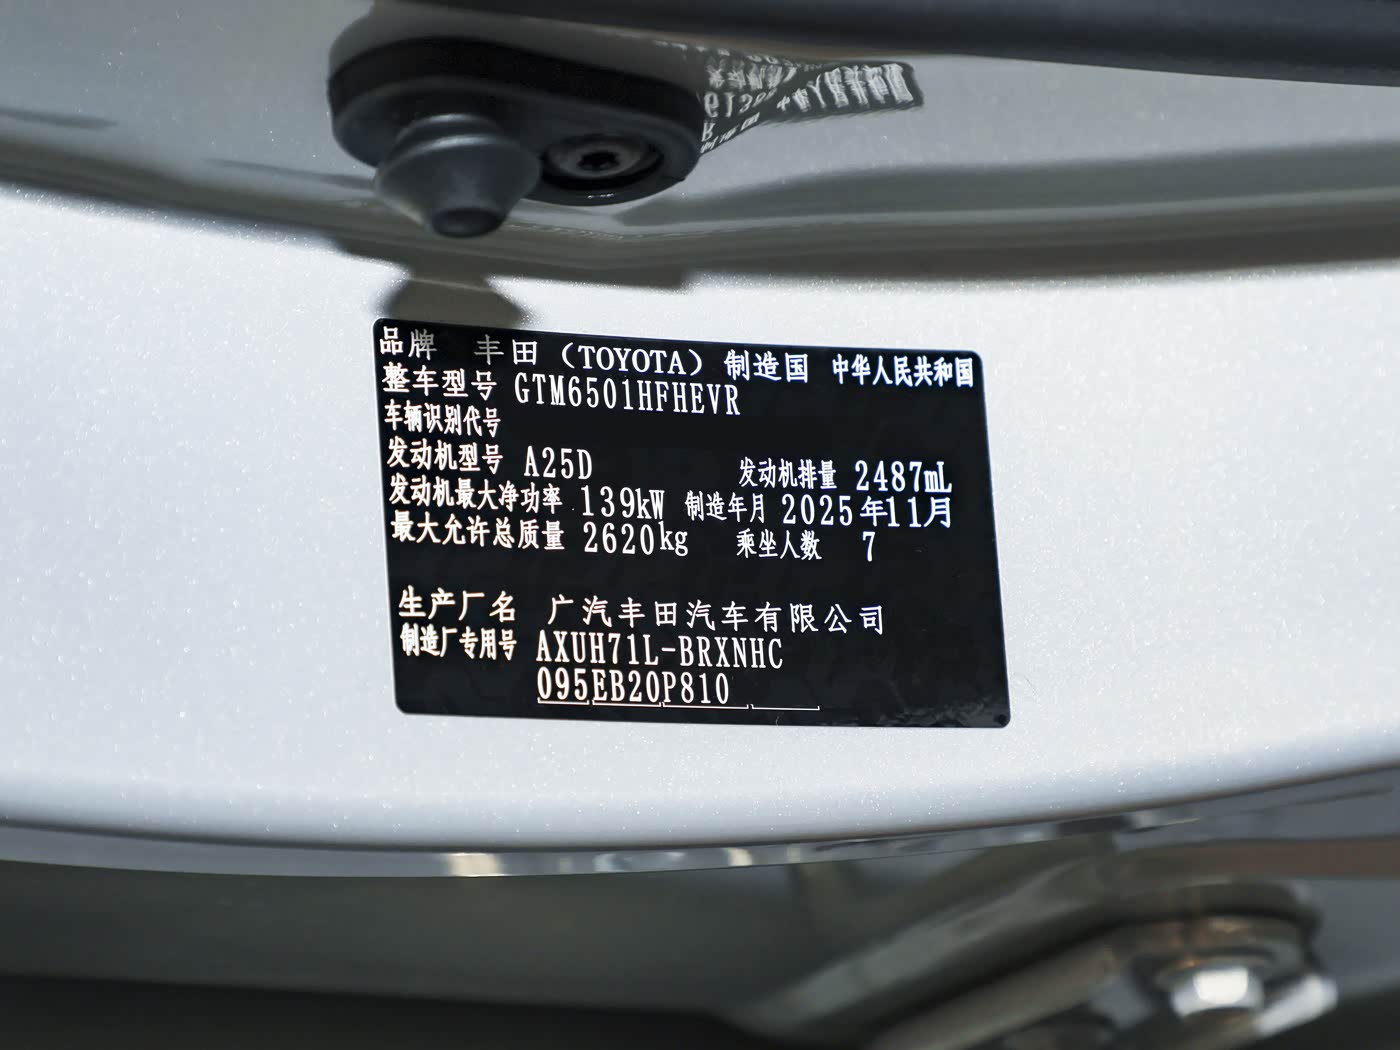 品牌 丰田（TOYOTA） 制造国 中华人民共和国
整车型号 GTM6501HFHEVR
车辆识别代号
发动机型号 A25D 发动机排量 2487mL
发动机最大净功率 139kW 制造年月 2025年11月
最大允许总质量 2620kg 乘坐人数 7
生产厂名 广汽丰田汽车有限公司
制造厂专用号 AXUH71L-BRXNHC
095EB20P810